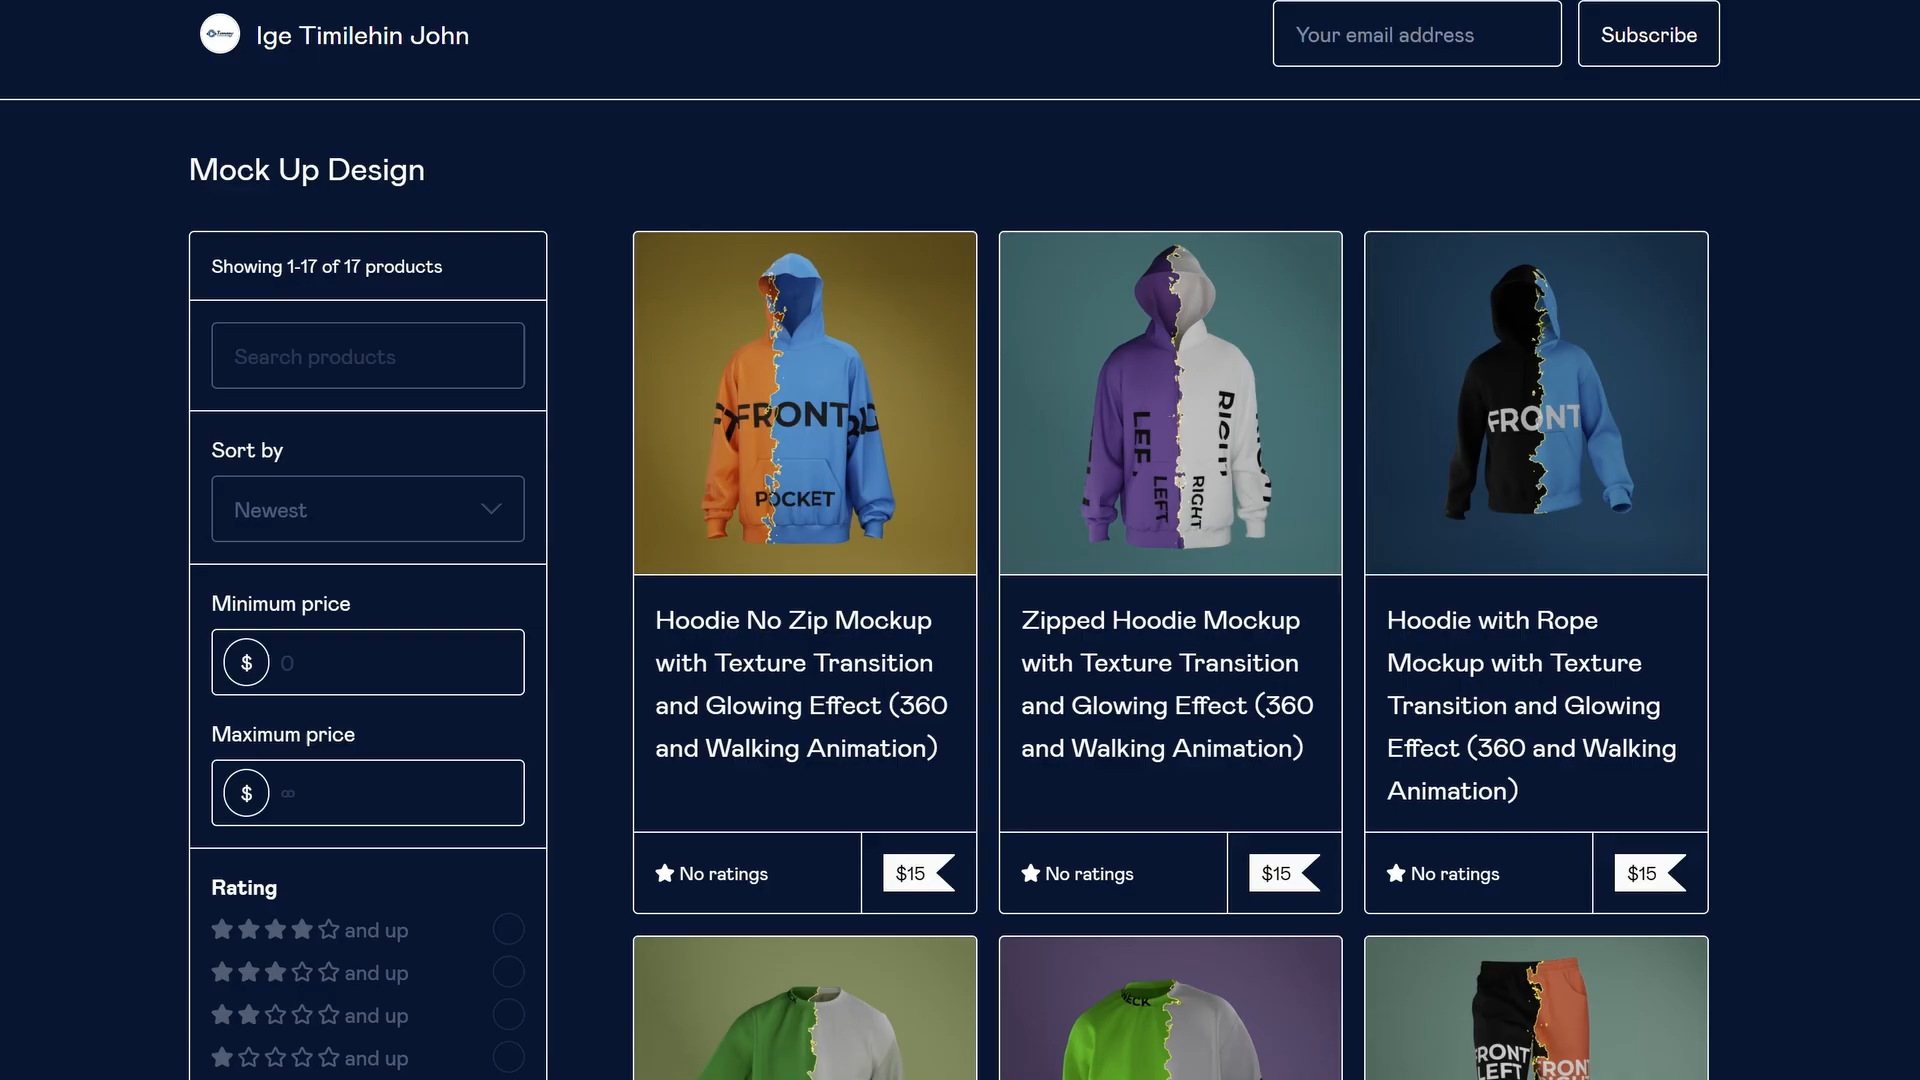 Ige Timilehin John
Your email address
Subscribe
Mock Up Design
Showing 1-17 of 17 products
Search products
Sort by
Newest
Minimum price
$ 0
Maximum price
$ ∞
Rating
and up
and up
and up
and up
FRONT
POCKET
Hoodie No Zip Mockup
with Texture Transition
and Glowing Effect (360
and Walking Animation)
No ratings
$15
LEFT
RIGHT
LEFT
RIGHT
Zipped Hoodie Mockup
with Texture Transition
and Glowing Effect (360
and Walking Animation)
No ratings
$15
FRONT
Hoodie with Rope
Mockup with Texture
Transition and Glowing
Effect (360 and Walking
Animation)
No ratings
$15
NECK
FRONT
LEFT